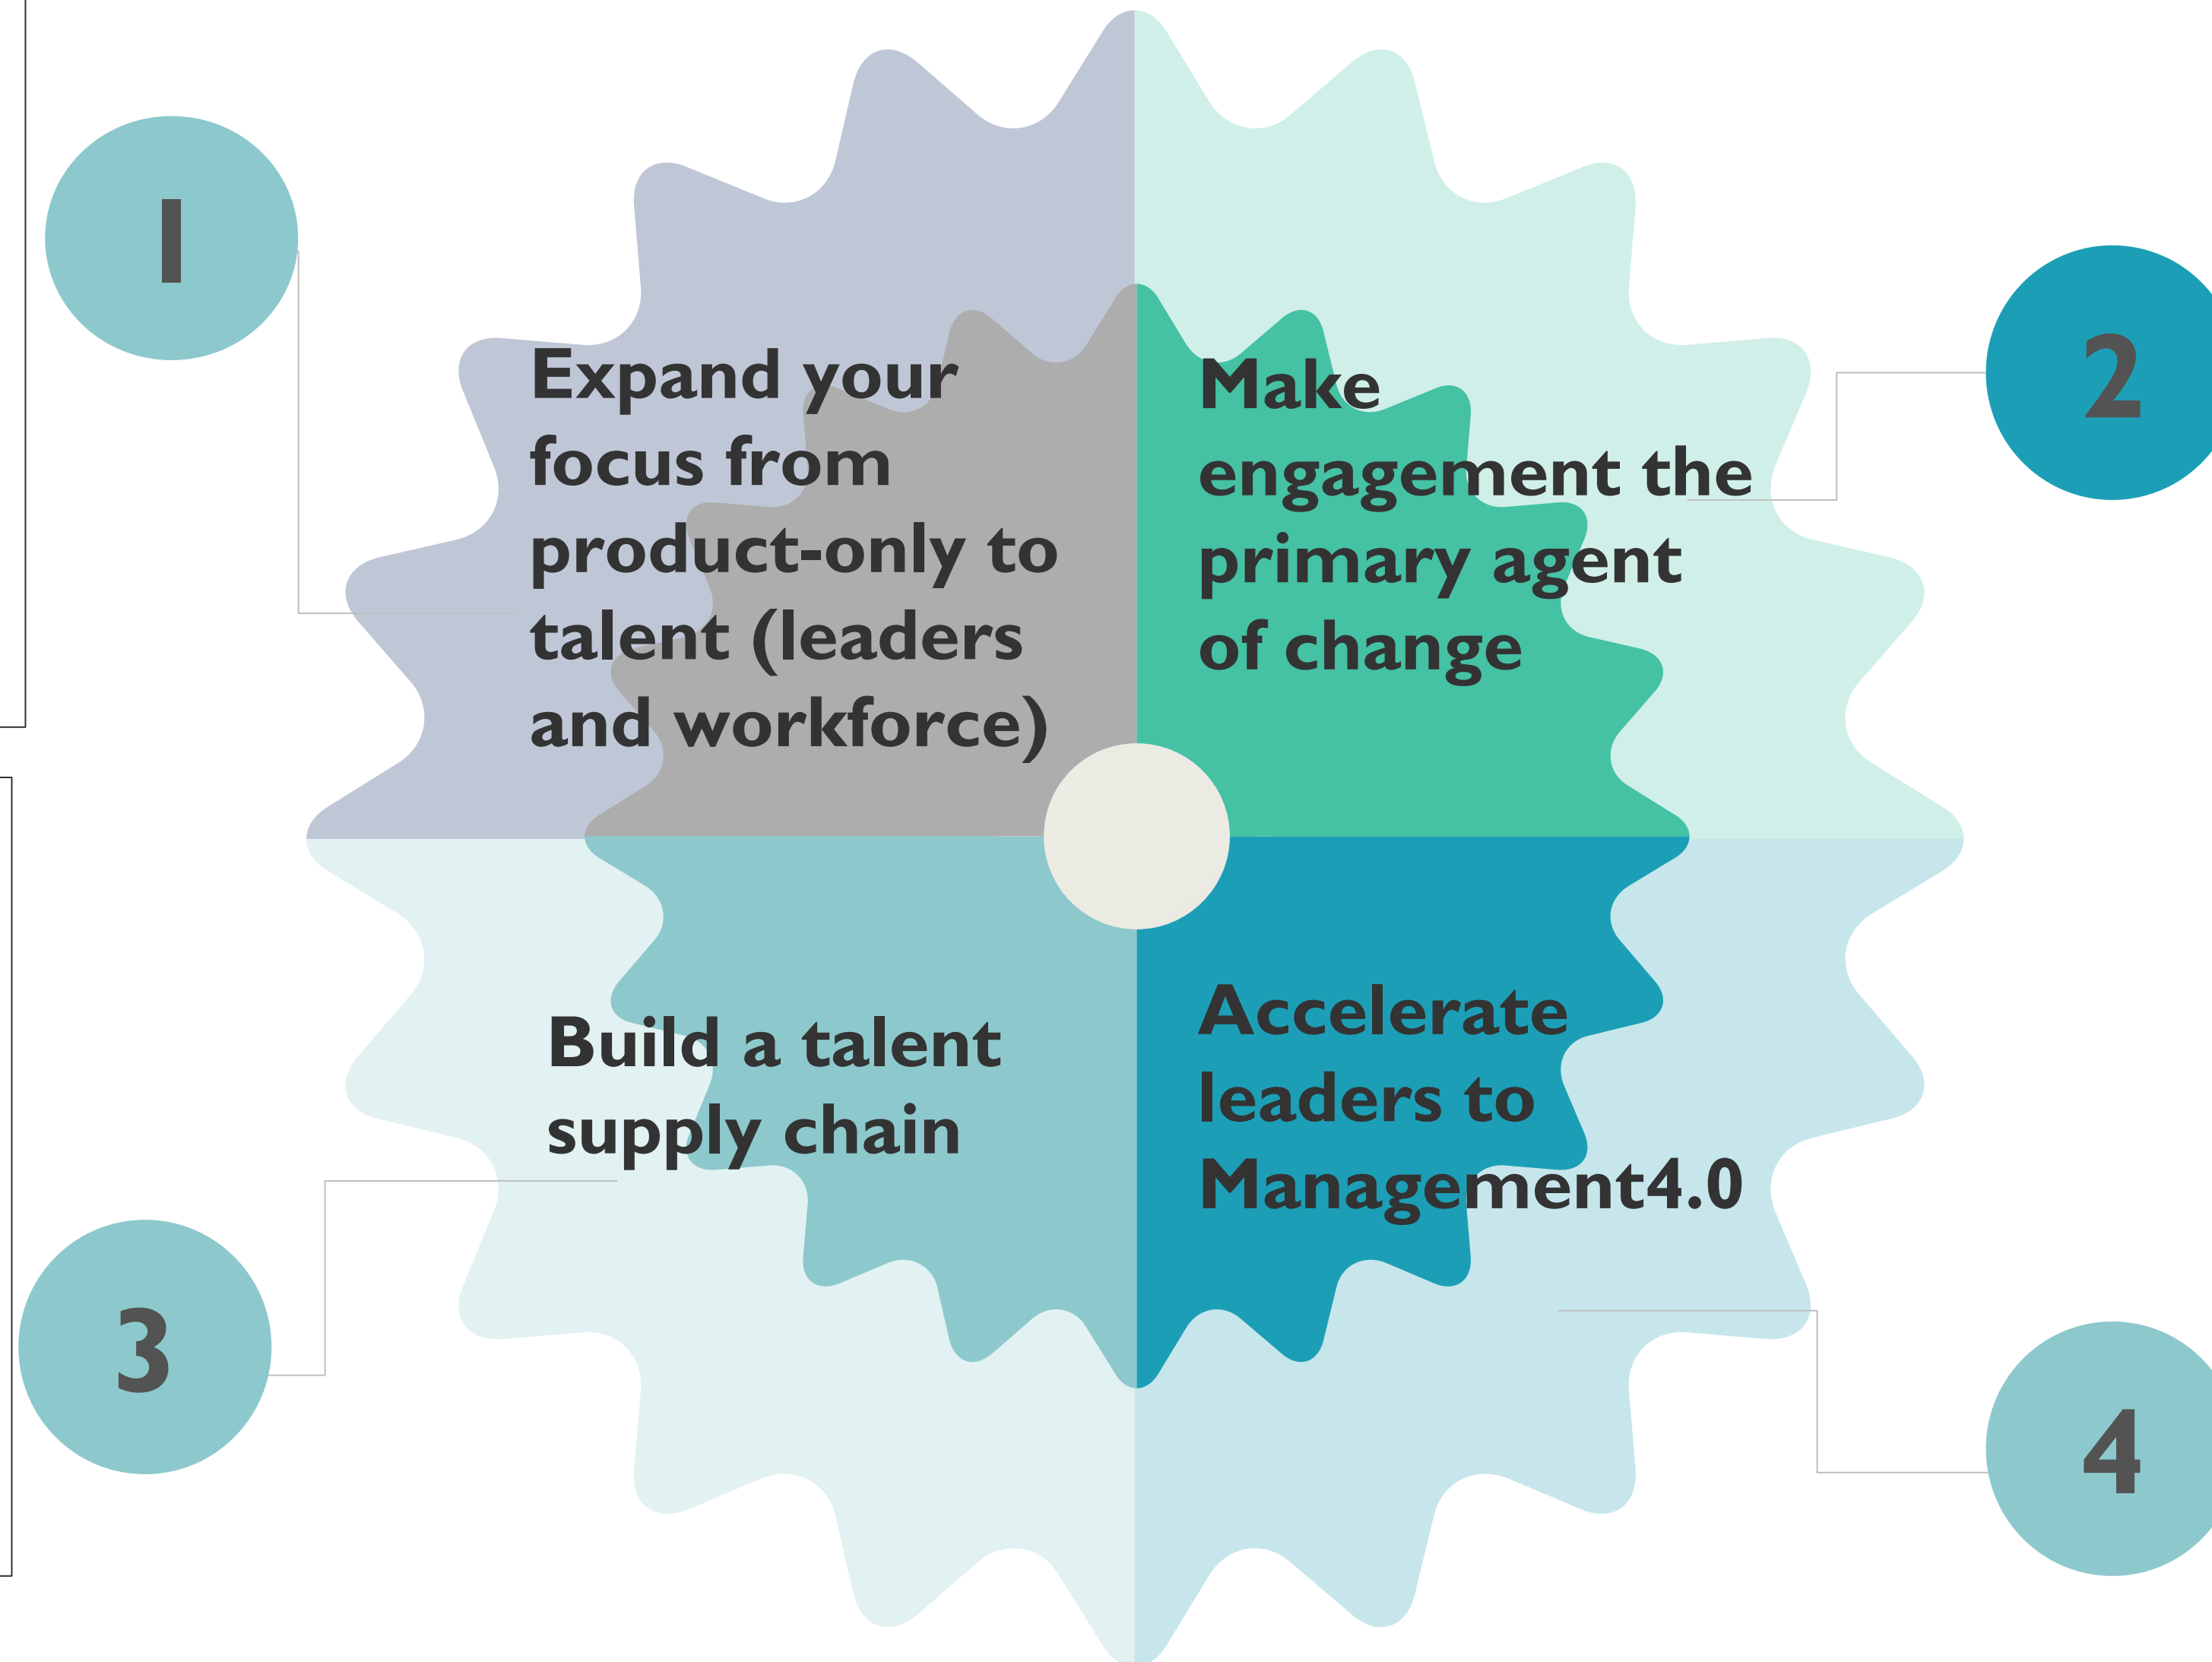 1
Expand your
focus from
product-only to
talent (leaders
and workforce)
2
Make
engagement the
primary agent
of change
3
Build a talent
supply chain
4
Accelerate
leaders to
Management4.0